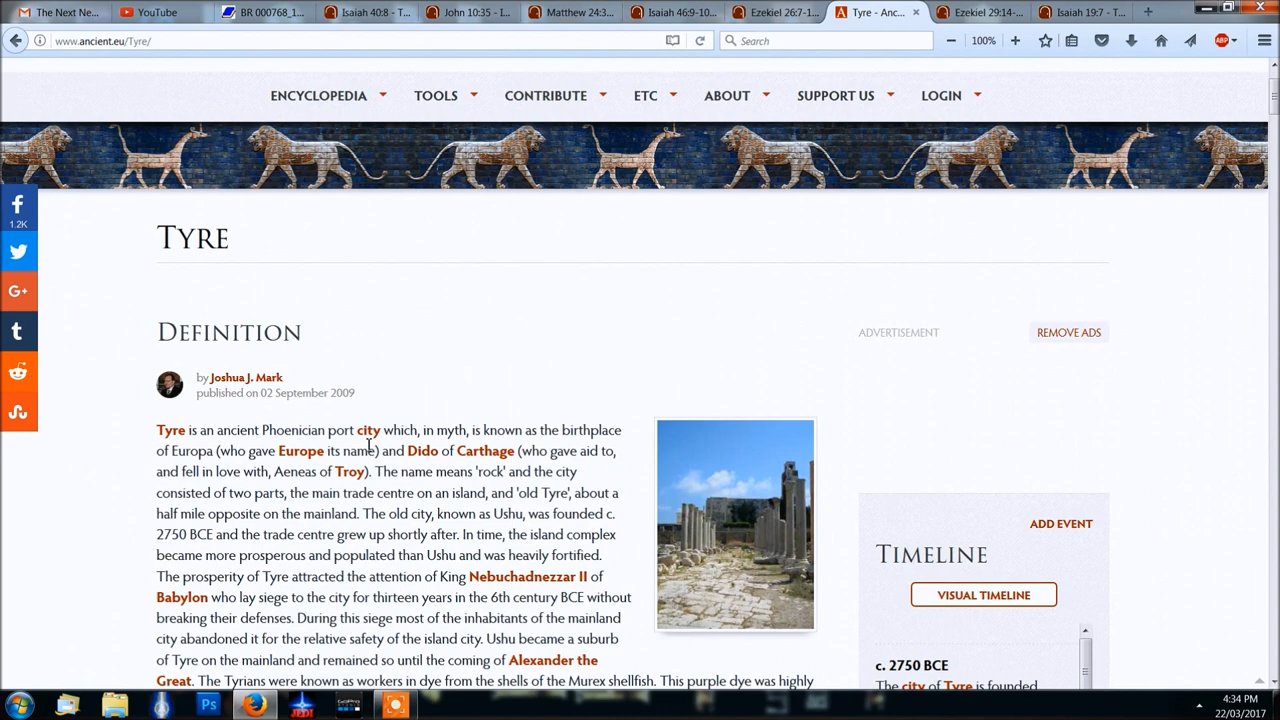 The Next Ne...
YouTube
BR 000768_1...
Isaiah 40:8 - T...
John 10:35 - I...
Matthew 24:3...
Isaiah 46:9-10...
Ezekiel 26:7-1...
Tyre - Anc...
Ezekiel 29:14-...
Isaiah 19:7 - T...
www.ancient.eu/Tyre/
Search
100%
ABP
ENCYCLOPEDIA
TOOLS
CONTRIBUTE
ETC
ABOUT
SUPPORT US
LOGIN
1.2K
TYRE
DEFINITION
ADVERTISEMENT
REMOVE ADS
by Joshua J. Mark
published on 02 September 2009
Tyre is an ancient Phoenician port city which, in myth, is known as the birthplace
of Europa (who gave Europe its name) and Dido of Carthage (who gave aid to,
and fell in love with, Aeneas of Troy). The name means 'rock' and the city
consisted of two parts, the main trade centre on an island, and 'old Tyre', about a
half mile opposite on the mainland. The old city, known as Ushu, was founded c.
2750 BCE and the trade centre grew up shortly after. In time, the island complex
became more prosperous and populated than Ushu and was heavily fortified.
The prosperity of Tyre attracted the attention of King Nebuchadnezzar II of
Babylon who lay siege to the city for thirteen years in the 6th century BCE without
breaking their defenses. During this siege most of the inhabitants of the mainland
city abandoned it for the relative safety of the island city. Ushu became a suburb
of Tyre on the mainland and remained so until the coming of Alexander the
Great. The Tyrians were known as workers in dye from the shells of the Murex shellfish. This purple dye was highly
ADD EVENT
TIMELINE
VISUAL TIMELINE
c. 2750 BCE
The city of Tyre is founded
Ps
JEDI
GoPro
4:34 PM
22/03/2017